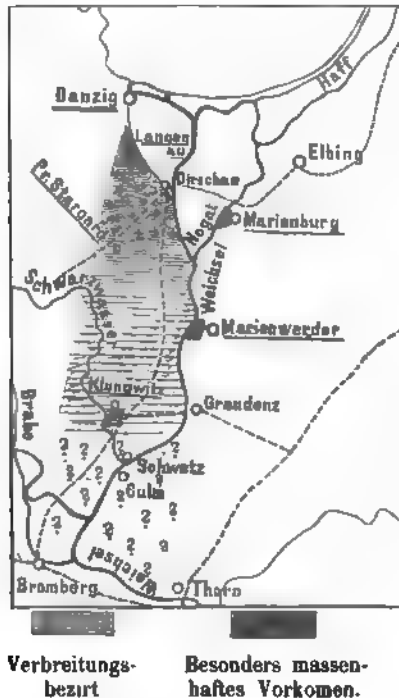 Haff
Danzig
Langen
au
Elbing
Dirschau
Pr. Stargard
Nogat
Marienburg
Schwarzwasser
Weichsel
Marienwerder
Klunowitz
Graudenz
Brahe
Schwetz
Culm
Weichsel
Bromberg
Thorn
Verbreitungs-
bezirt
Besonders massen-
haftes Vorkomen.